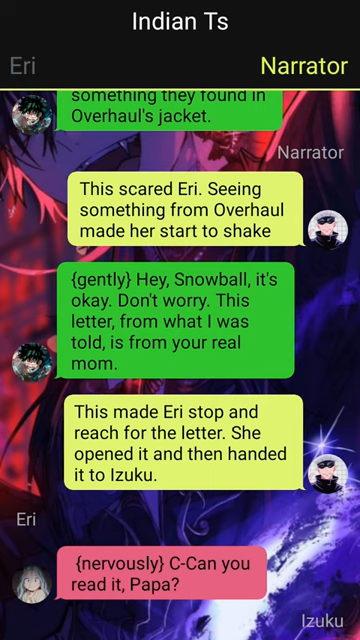 Indian Ts
Eri
Narrator
something they found in
Overhaul's jacket.
Narrator
This scared Eri. Seeing
something from Overhaul
made her start to shake
{gently} Hey, Snowball, it's
okay. Don't worry. This
letter, from what I was
told, is from your real
mom.
This made Eri stop and
reach for the letter. She
opened it and then handed
it to Izuku.
Eri
{nervously} C-Can you
read it, Papa?
Izuku